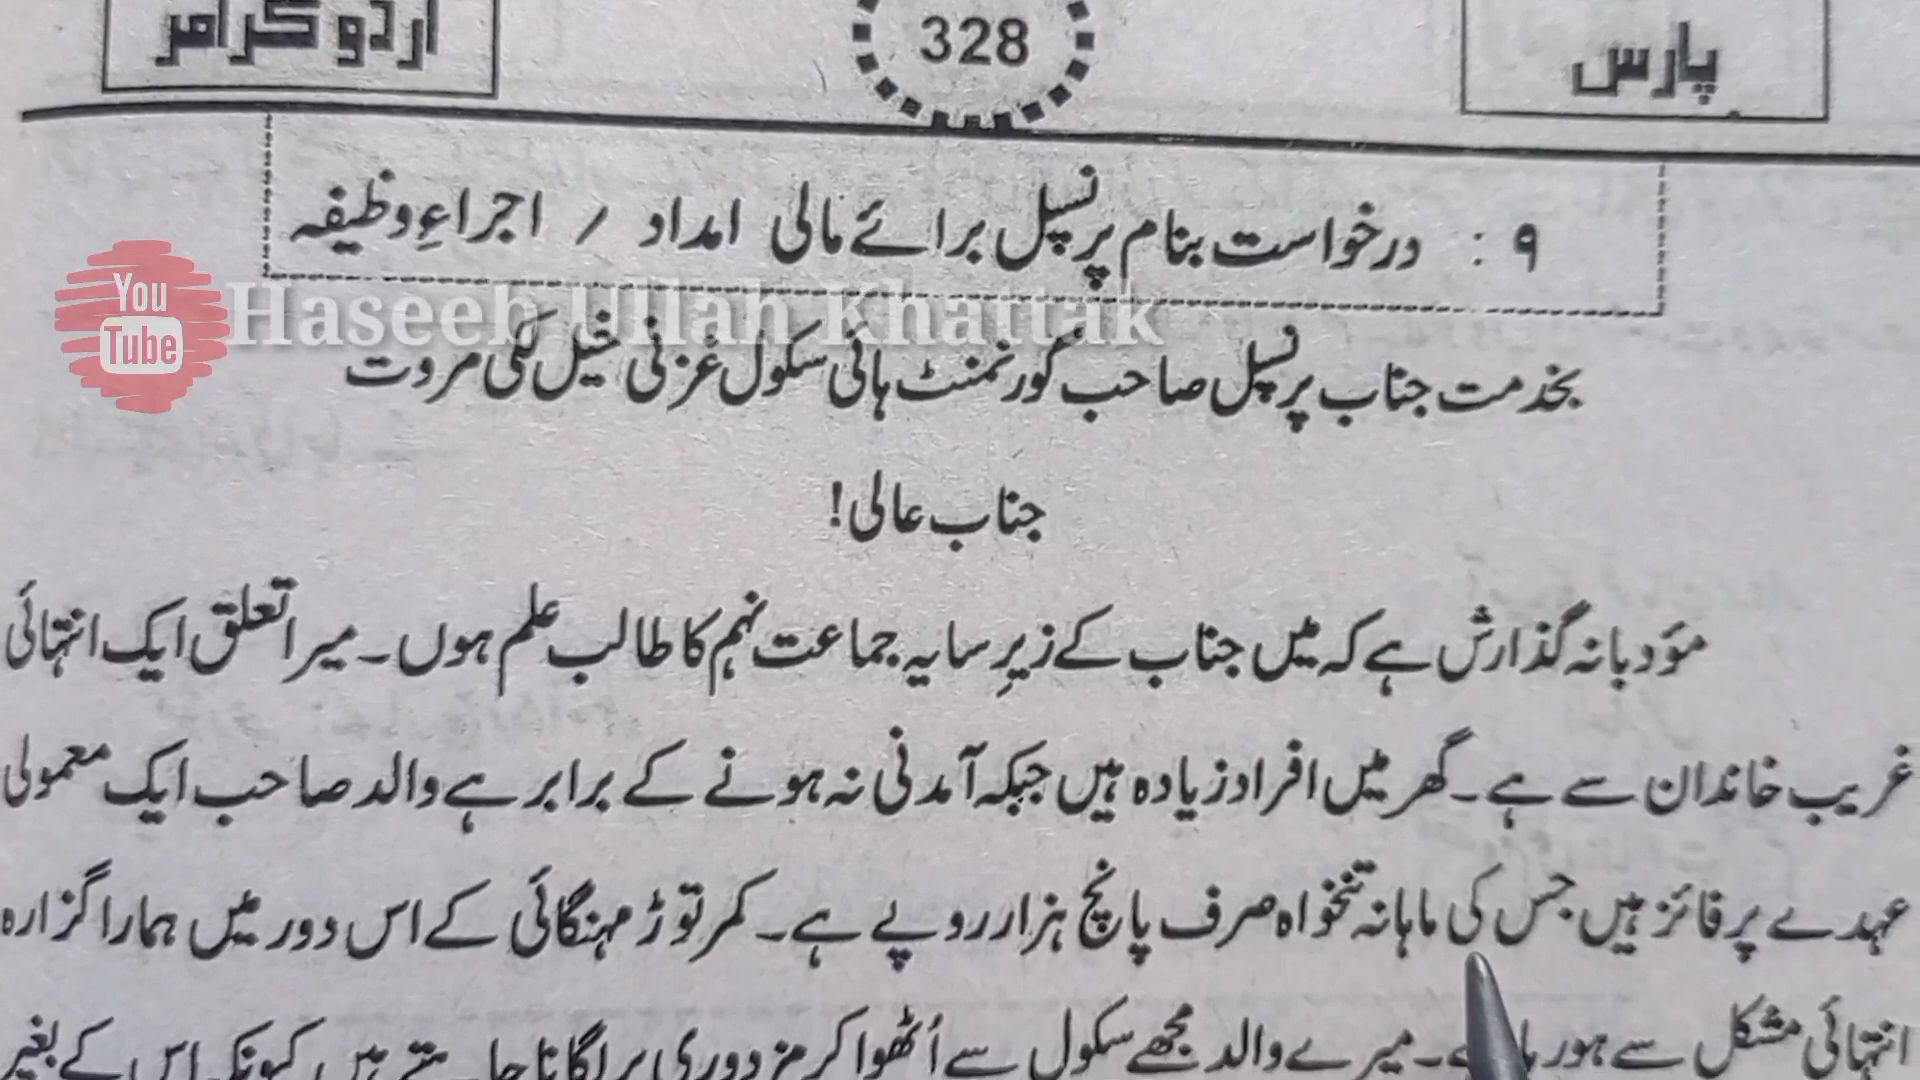 اردو گرامر
328
پارس
۹ : درخواست بنام پرنسپل برائے مالی امداد / اجراءِ وظیفہ
You
Tube
Haseeb Ullah Khattak
بخدمت جناب پرنسپل صاحب گورنمنٹ ہائی سکول غزنی خیل لکی مروت
جناب عالی!
مؤدبانہ گذارش ہے کہ میں جناب کے زیرِ سایہ جماعت نہم کا طالب علم ہوں۔ میرا تعلق ایک انتہائی
غریب خاندان سے ہے۔ گھر میں افراد زیادہ ہیں جبکہ آمدنی نہ ہونے کے برابر ہے والد صاحب ایک معمولی
عہدے پر فائز ہیں جس کی ماہانہ تنخواہ صرف پانچ ہزار روپے ہے۔ کمر توڑ مہنگائی کے اس دور میں ہمارا گزارہ
انتہائی مشکل سے ہو رہا ہے۔ میرے والد مجھے سکول سے اُٹھوا کر مزدوری پر لگانا چاہتے ہیں کیونکہ اس کے بغیر